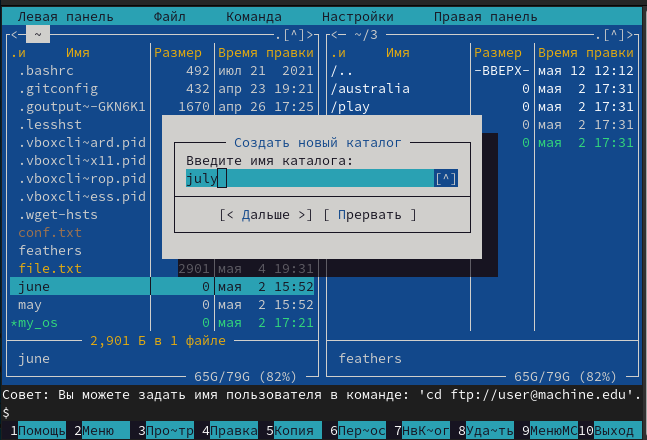 Левая панель Файл Команда Настройки Правая панель
~ .[^] ~/3 .[^]
.и Имя Размер Время правки .и Имя Размер Время правки
.bashrc 492 июл 21 2021 /.. -ВВЕРХ- мая 12 12:12
.gitconfig 432 апр 23 19:21 /australia 0 мая 2 17:31
.goutput~-GKN6K1 1670 апр 26 17:25 /play 0 мая 2 17:31
.lesshst 0 мая 2 17:31
.vboxcli~ard.pid 0 мая 2 17:31
.vboxcli~x11.pid
.vboxcli~rop.pid
.vboxcli~ess.pid
.wget-hsts
conf.txt
feathers
file.txt 2901 мая 4 19:31
june 0 мая 2 15:52
may 0 мая 2 15:52
*my_os 0 мая 2 17:21
Создать новый каталог
Введите имя каталога:
july [^]
[< Дальше >] [ Прервать ]
2,901 Б в 1 файле
june feathers
65G/79G (82%) 65G/79G (82%)
Совет: Вы можете задать имя пользователя в команде: 'cd ftp://user@machine.edu'.
$
1Помощь 2Меню 3Про~тр 4Правка 5Копия 6Пер~ос 7НвК~ог 8Уда~ть 9МенюMC 10Выход